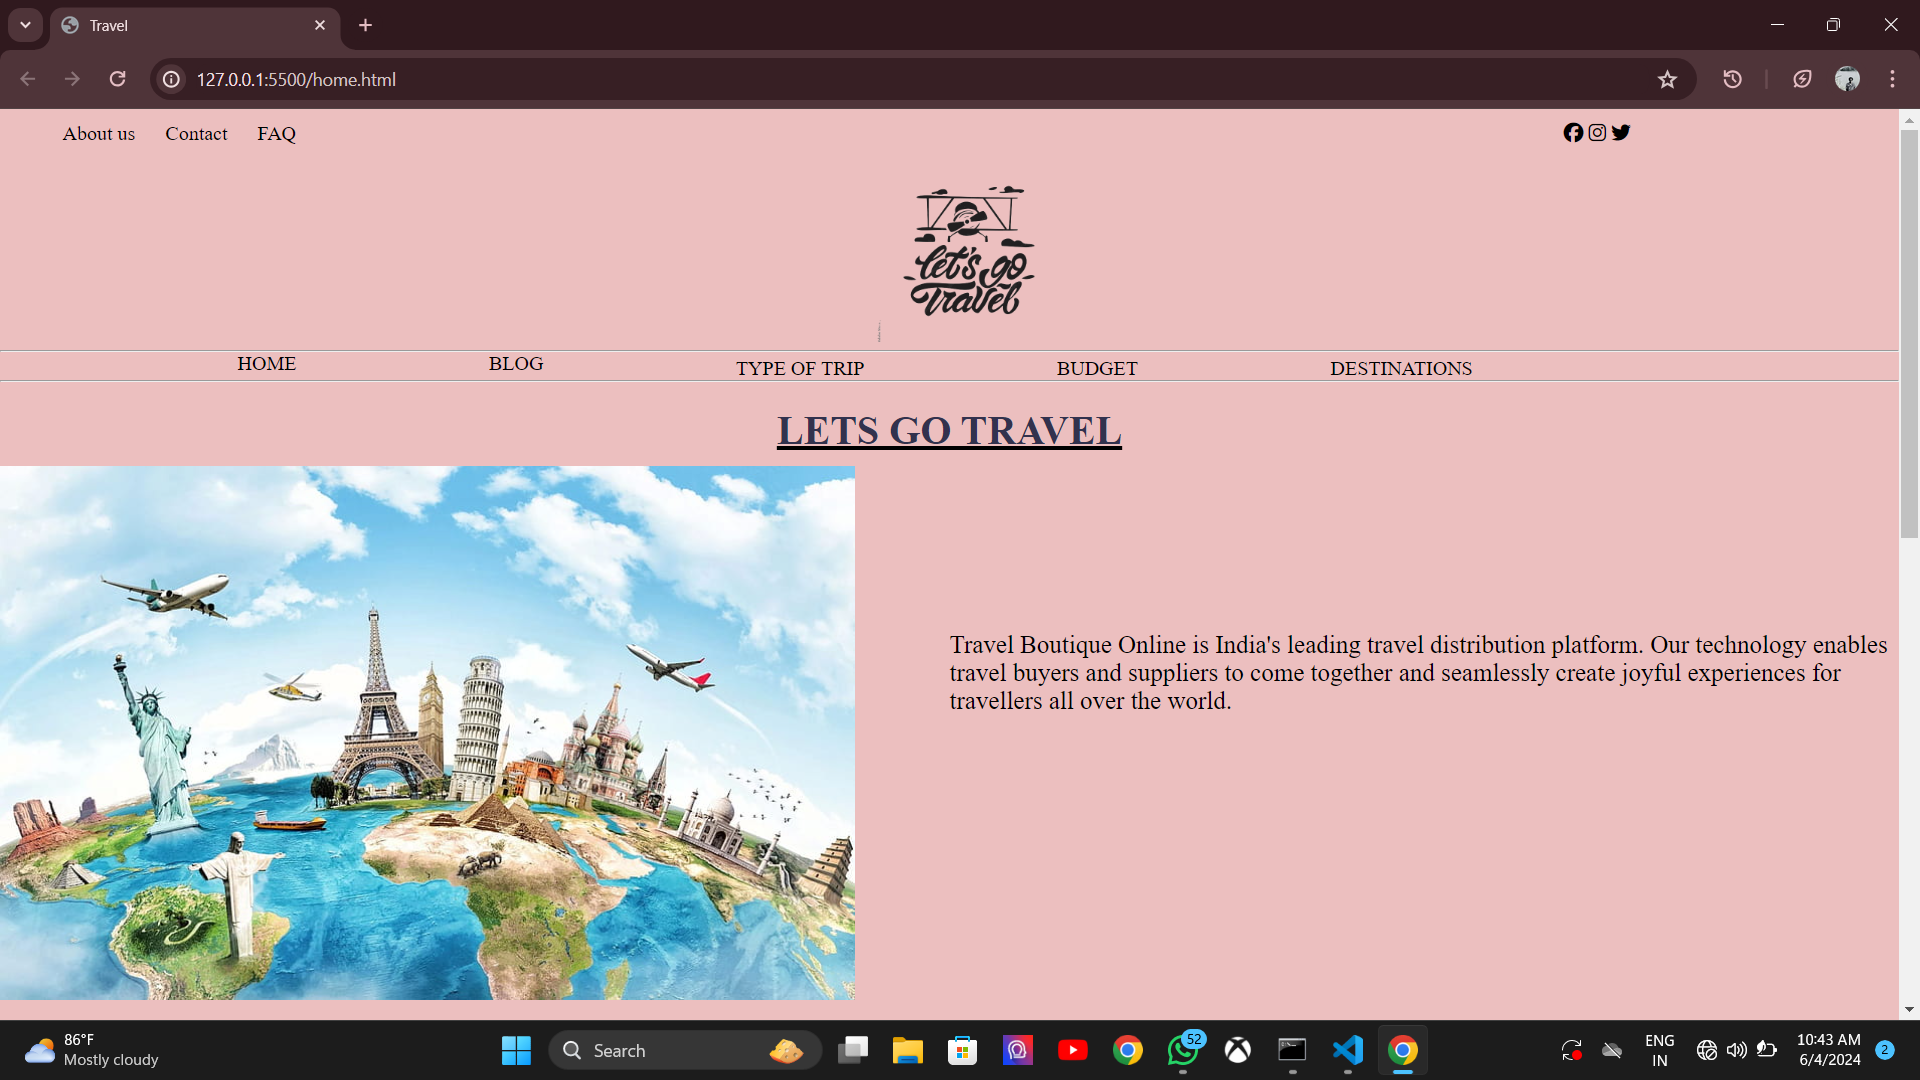 Travel
127.0.0.1:5500/home.html
About us Contact FAQ
let's go
Travel
HOME BLOG TYPE OF TRIP BUDGET DESTINATIONS
LETS GO TRAVEL
Travel Boutique Online is India's leading travel distribution platform. Our technology enables
travel buyers and suppliers to come together and seamlessly create joyful experiences for
travellers all over the world.
86°F
Mostly cloudy
Search
52
ENG
IN
10:43 AM
6/4/2024
2